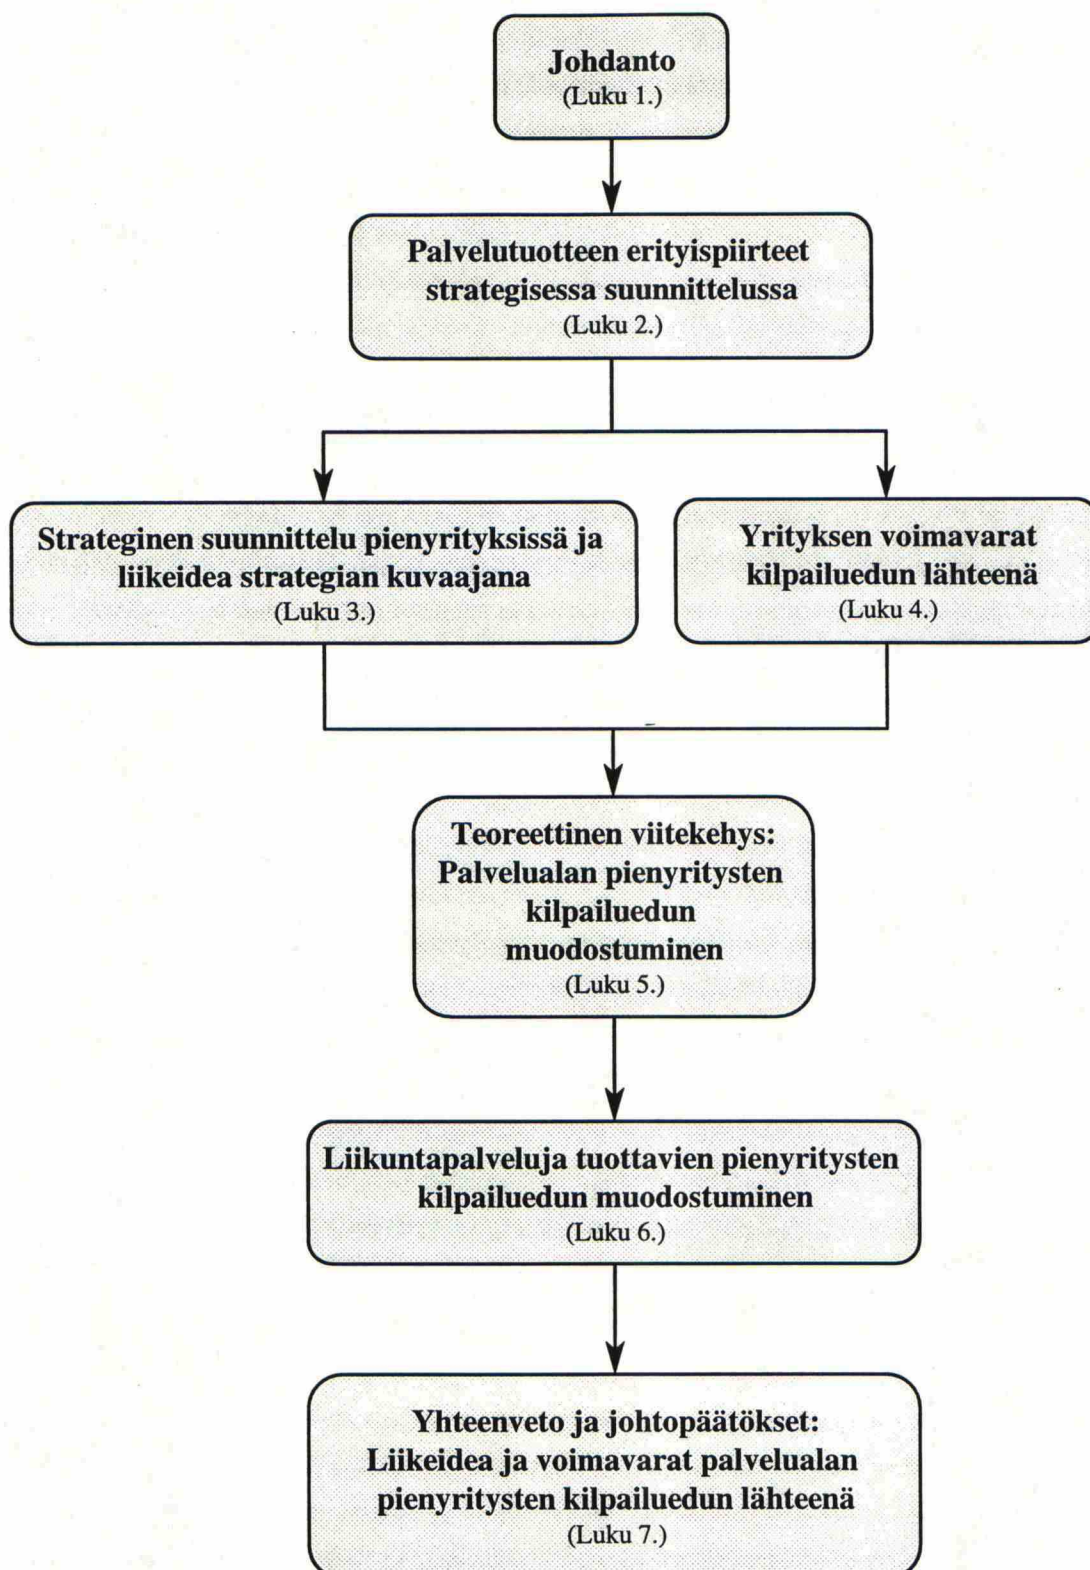 Johdanto
(Luku 1.)
Palvelutuotteen erityispiirteet
strategisessa suunnittelussa
(Luku 2.)
Strateginen suunnittelu pienyrityksissä ja
liikeidea strategian kuvaajana
(Luku 3.)
Yrityksen voimavarat
kilpailuedun lähteenä
(Luku 4.)
Teoreettinen viitekehys:
Palvelualan pienyritysten
kilpailuedun
muodostuminen
(Luku 5.)
Liikuntapalveluja tuottavien pienyritysten
kilpailuedun muodostuminen
(Luku 6.)
Yhteenveto ja johtopäätökset:
Liikeidea ja voimavarat palvelualan
pienyritysten kilpailuedun lähteenä
(Luku 7.)